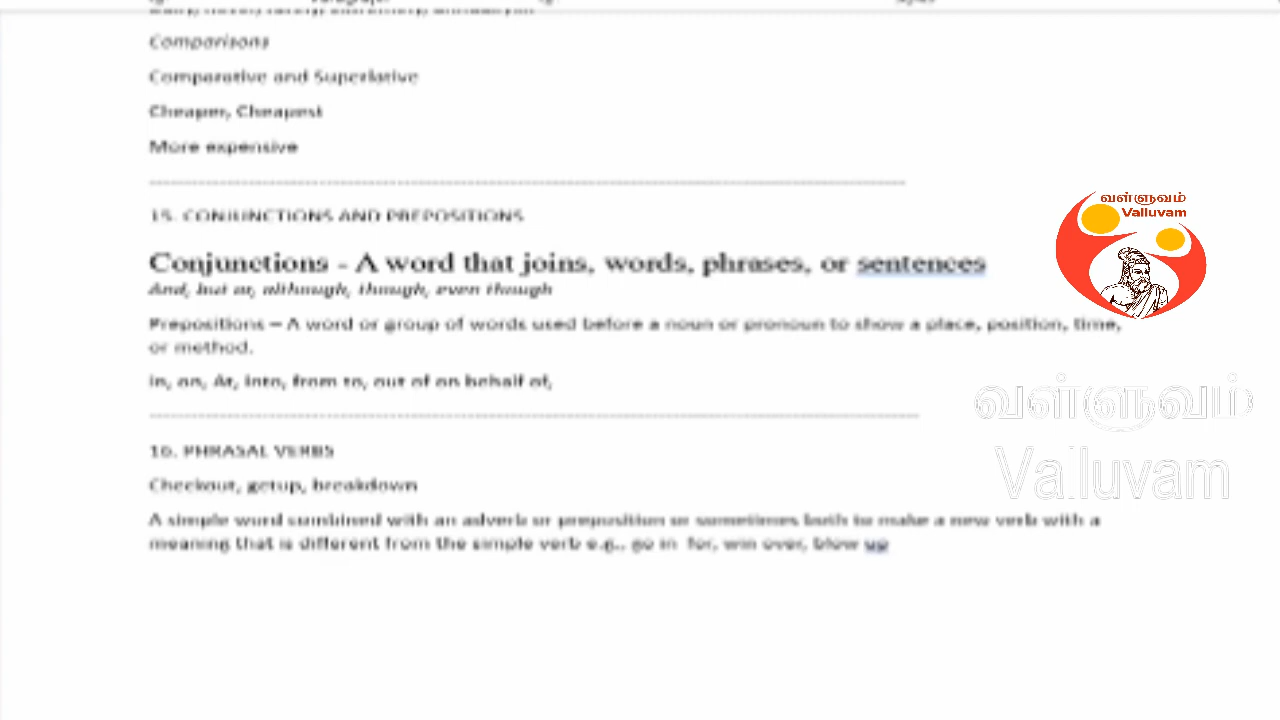 Comparisons
Comparative and Superlative
Cheaper, Cheapest
More expensive
15. CONJUNCTIONS AND PREPOSITIONS
Conjunctions - A word that joins, words, phrases, or sentences
And, but or, although, though, even though
Prepositions – A word or group of words used before a noun or pronoun to show a place, position, time,
or method.
in, on, At, into, from to, out of on behalf of,
16. PHRASAL VERBS
Checkout, getup, breakdown
A simple word combined with an adverb or preposition or sometimes both to make a new verb with a
meaning that is different from the simple verb e.g., go in for, win over, blow up
வள்ளுவம்
Valluvam
வள்ளுவம்
Valluvam